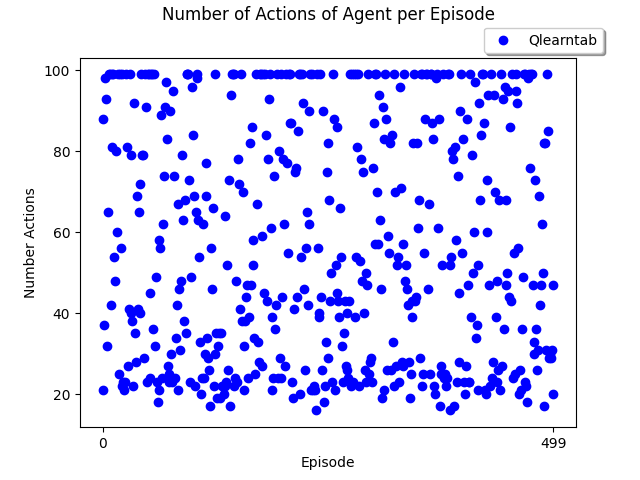 Number of Actions of Agent per Episode
Qlearntab
100
80
60
40
20
Number Actions
0
499
Episode